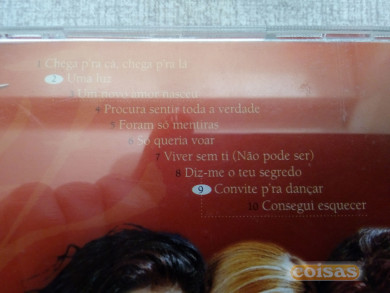 1 Chega p'ra cá, chega p'ra lá
2 Uma luz
3 Um novo amor nasceu
4 Procura sentir toda a verdade
5 Foram só mentiras
6 Só queria voar
7 Viver sem ti (Não pode ser)
8 Diz-me o teu segredo
9 Convite p'ra dançar
10 Consegui esquecer
coisas